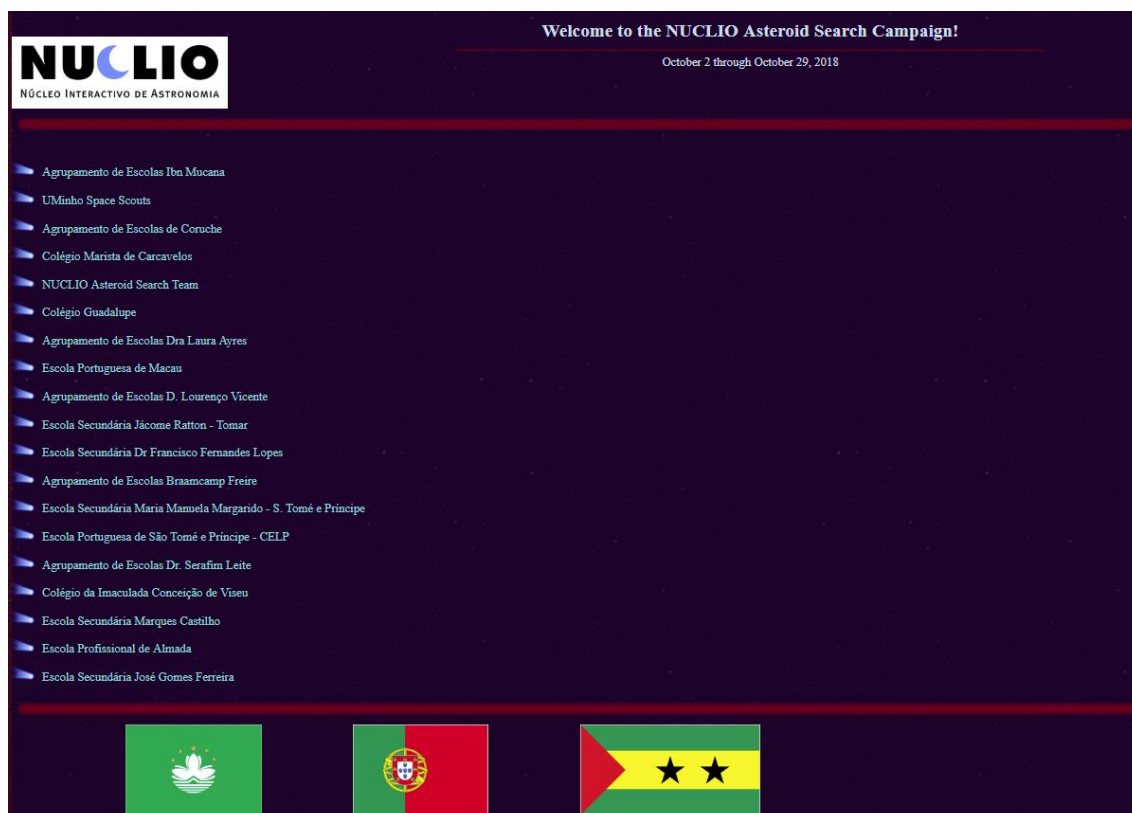 NUCLIO
NÚCLEO INTERACTIVO DE ASTRONOMIA
Welcome to the NUCLIO Asteroid Search Campaign!
October 2 through October 29, 2018
Agrupamento de Escolas Ibn Mucana
UMinho Space Scouts
Agrupamento de Escolas de Coruche
Colégio Marista de Carcavelos
NUCLIO Asteroid Search Team
Colégio Guadalupe
Agrupamento de Escolas Dra Laura Ayres
Escola Portuguesa de Macau
Agrupamento de Escolas D. Lourenço Vicente
Escola Secundária Jácome Ratton - Tomar
Escola Secundária Dr Francisco Fernandes Lopes
Agrupamento de Escolas Braamcamp Freire
Escola Secundária Maria Manuela Margarido - S. Tomé e Príncipe
Escola Portuguesa de São Tomé e Príncipe - CELP
Agrupamento de Escolas Dr. Serafim Leite
Colégio da Imaculada Conceição de Viseu
Escola Secundária Marques Castilho
Escola Profissional de Almada
Escola Secundária José Gomes Ferreira